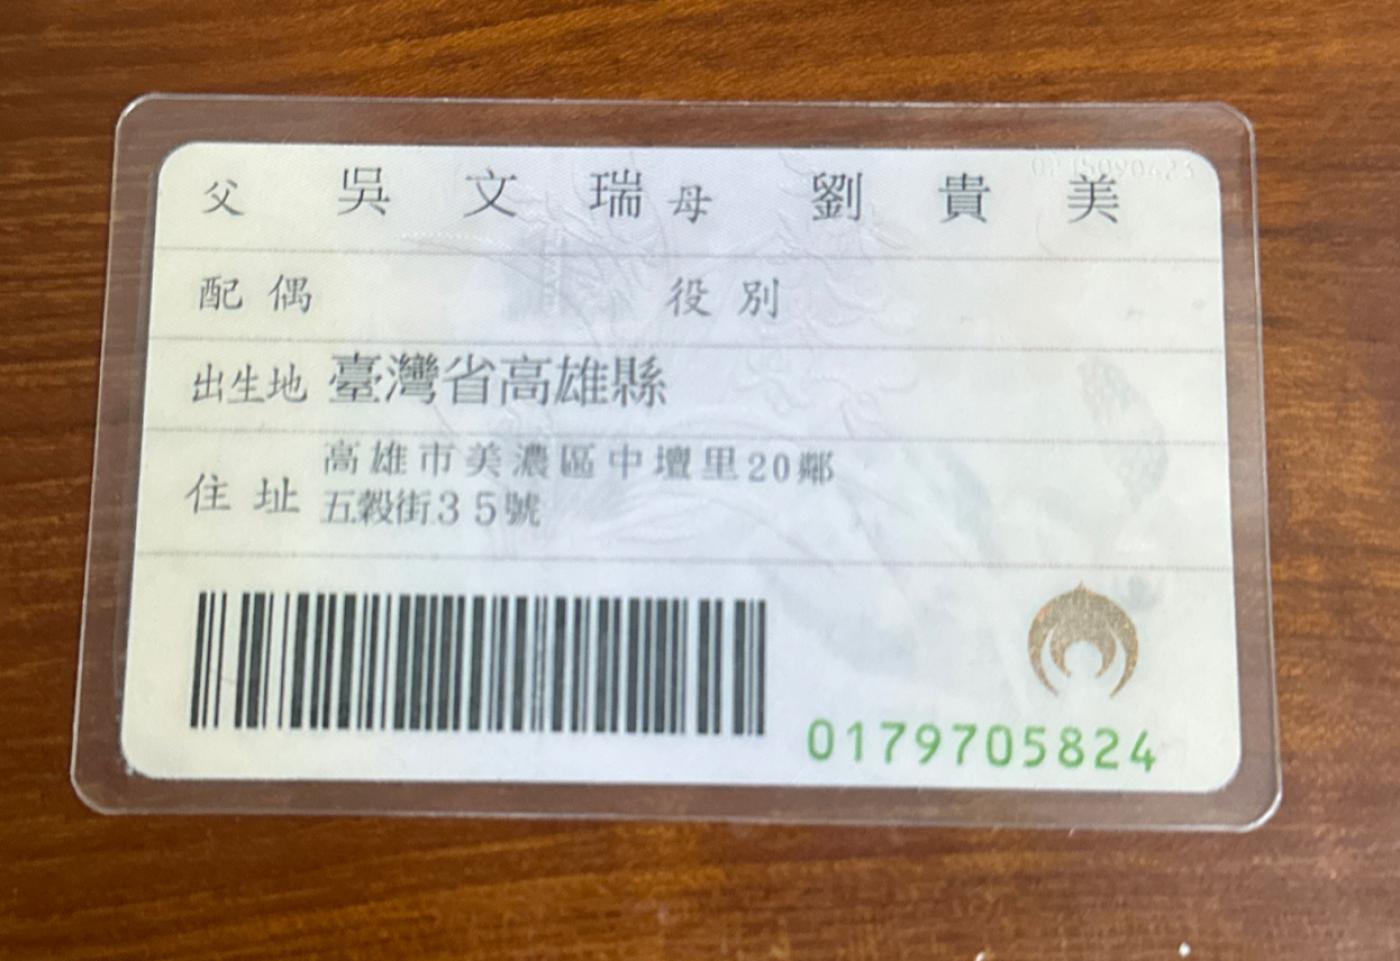 父 吳文瑞 母 劉貴美
配偶 役別
出生地 臺灣省高雄縣
住址 高雄市美濃區中壇里20鄰
五穀街35號
0179705824